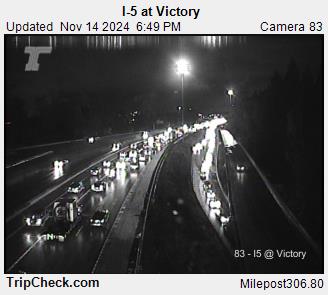 I-5 at Victory
Updated Nov 14 2024 6:49 PM Camera 83
T
83 - I5 @ Victory
TripCheck.com Milepost306.80